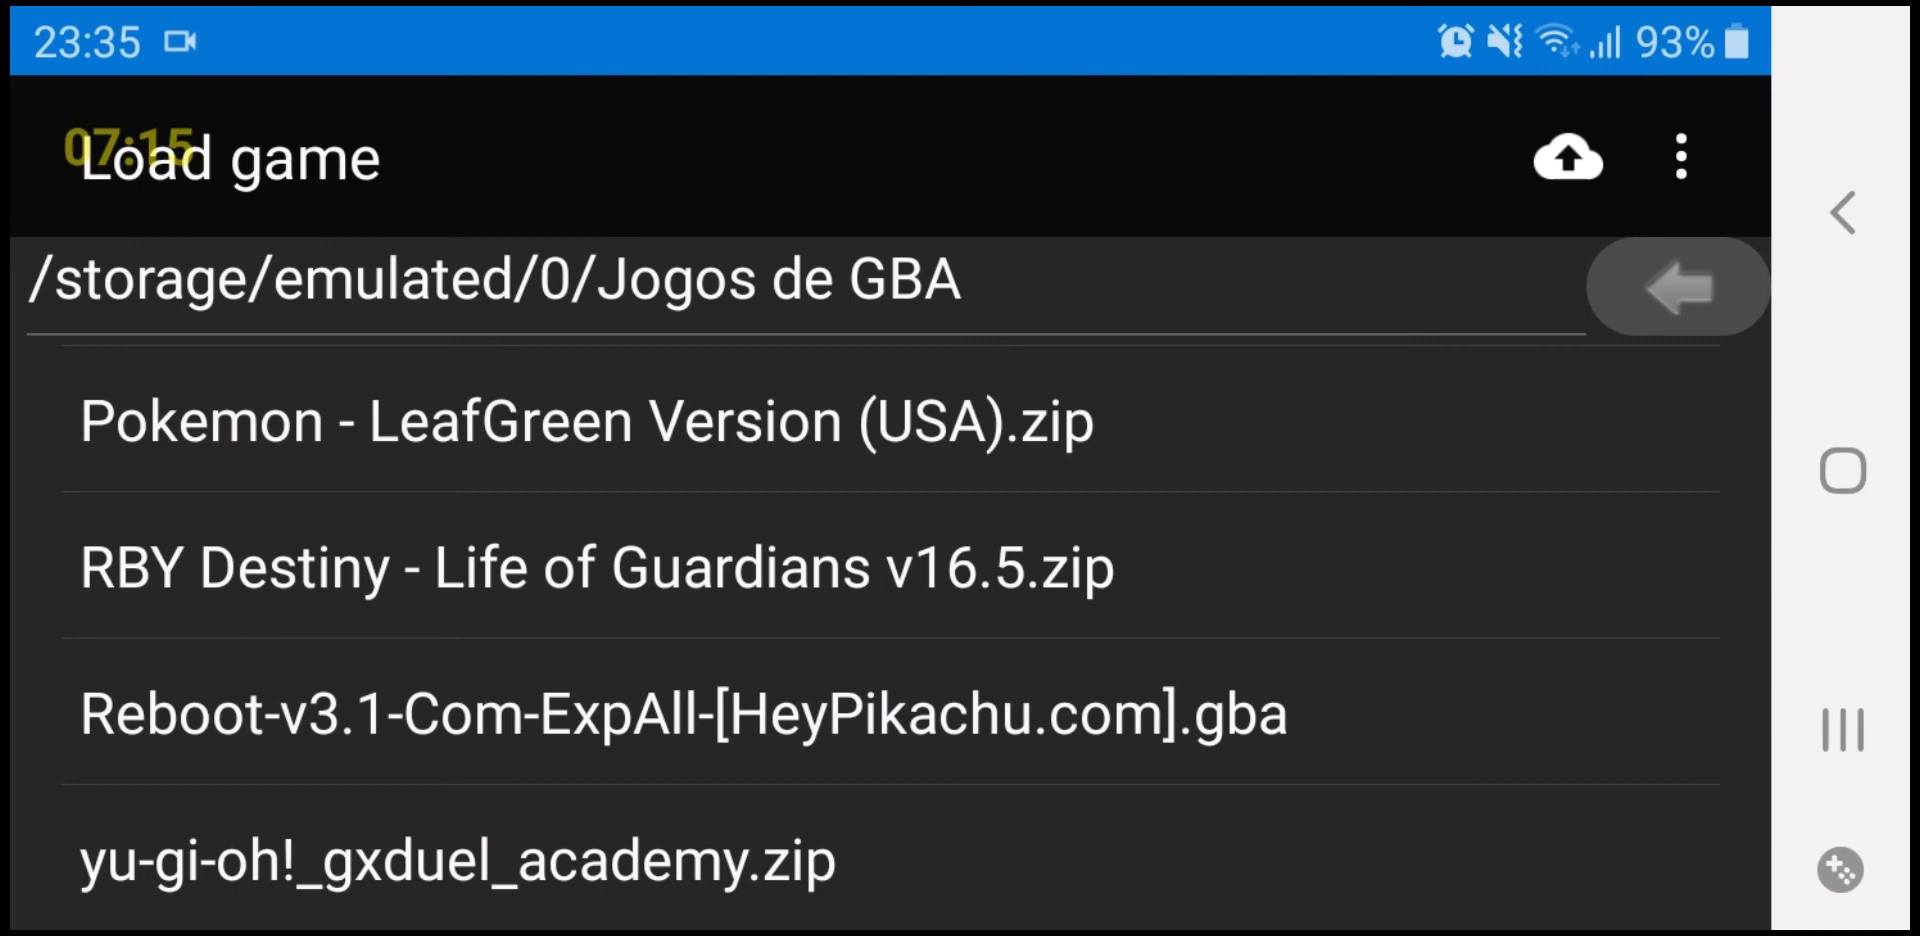 23:35 93%
07:15
Load game
/storage/emulated/0/Jogos de GBA
Pokemon - LeafGreen Version (USA).zip
RBY Destiny - Life of Guardians v16.5.zip
Reboot-v3.1-Com-ExpAll-[HeyPikachu.com].gba
yu-gi-oh!_gxduel_academy.zip